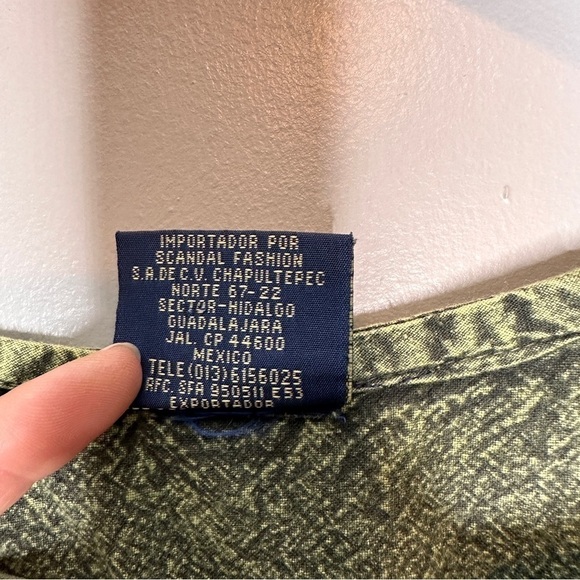 IMPORTADOR POR
SCANDAL FASHION
S.A.DE C.V. CHAPULTEPEC
NORTE 67-22
SECTOR-HIDALGO
GUADALAJARA
JAL. CP 44600
MEXICO
TELE (013)6156025
RFC. SFA 950511 E53
EXPORTADOR